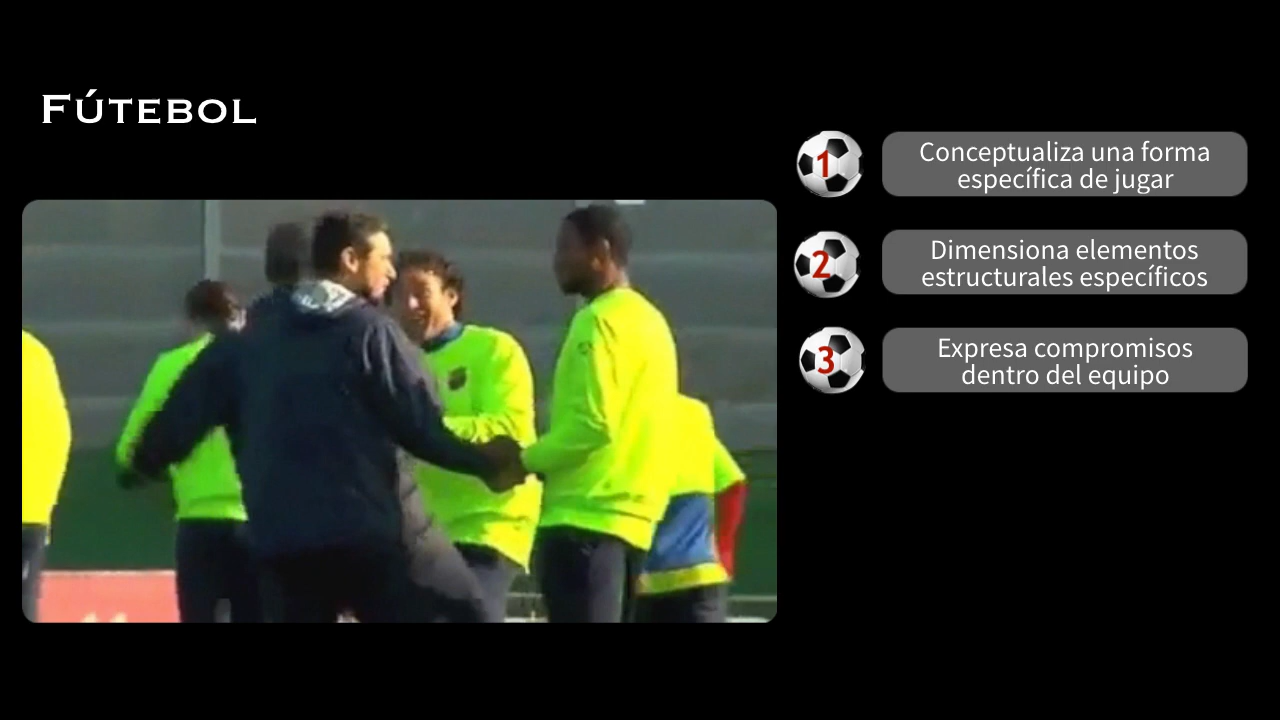 FÚTEBOL
1
Conceptualiza una forma
específica de jugar
2
Dimensiona elementos
estructurales específicos
3
Expresa compromisos
dentro del equipo